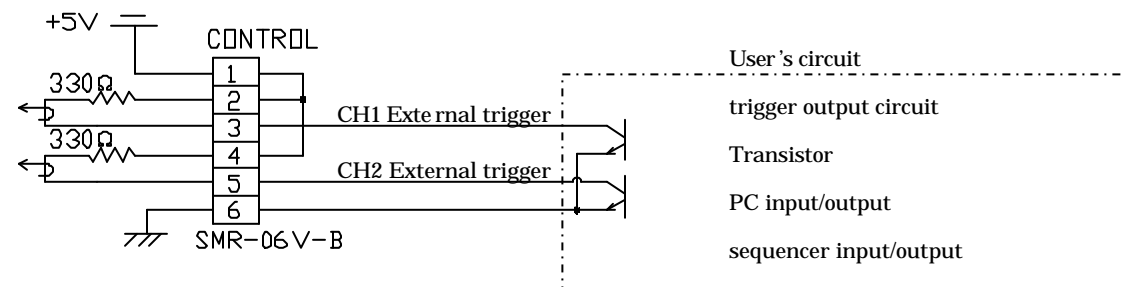 +5V
CONTROL
User's circuit
1
330Ω
2
trigger output circuit
CH1 External trigger
3
330Ω
4
Transistor
CH2 External trigger
5
PC input/output
6
SMR-06V-B
sequencer input/output